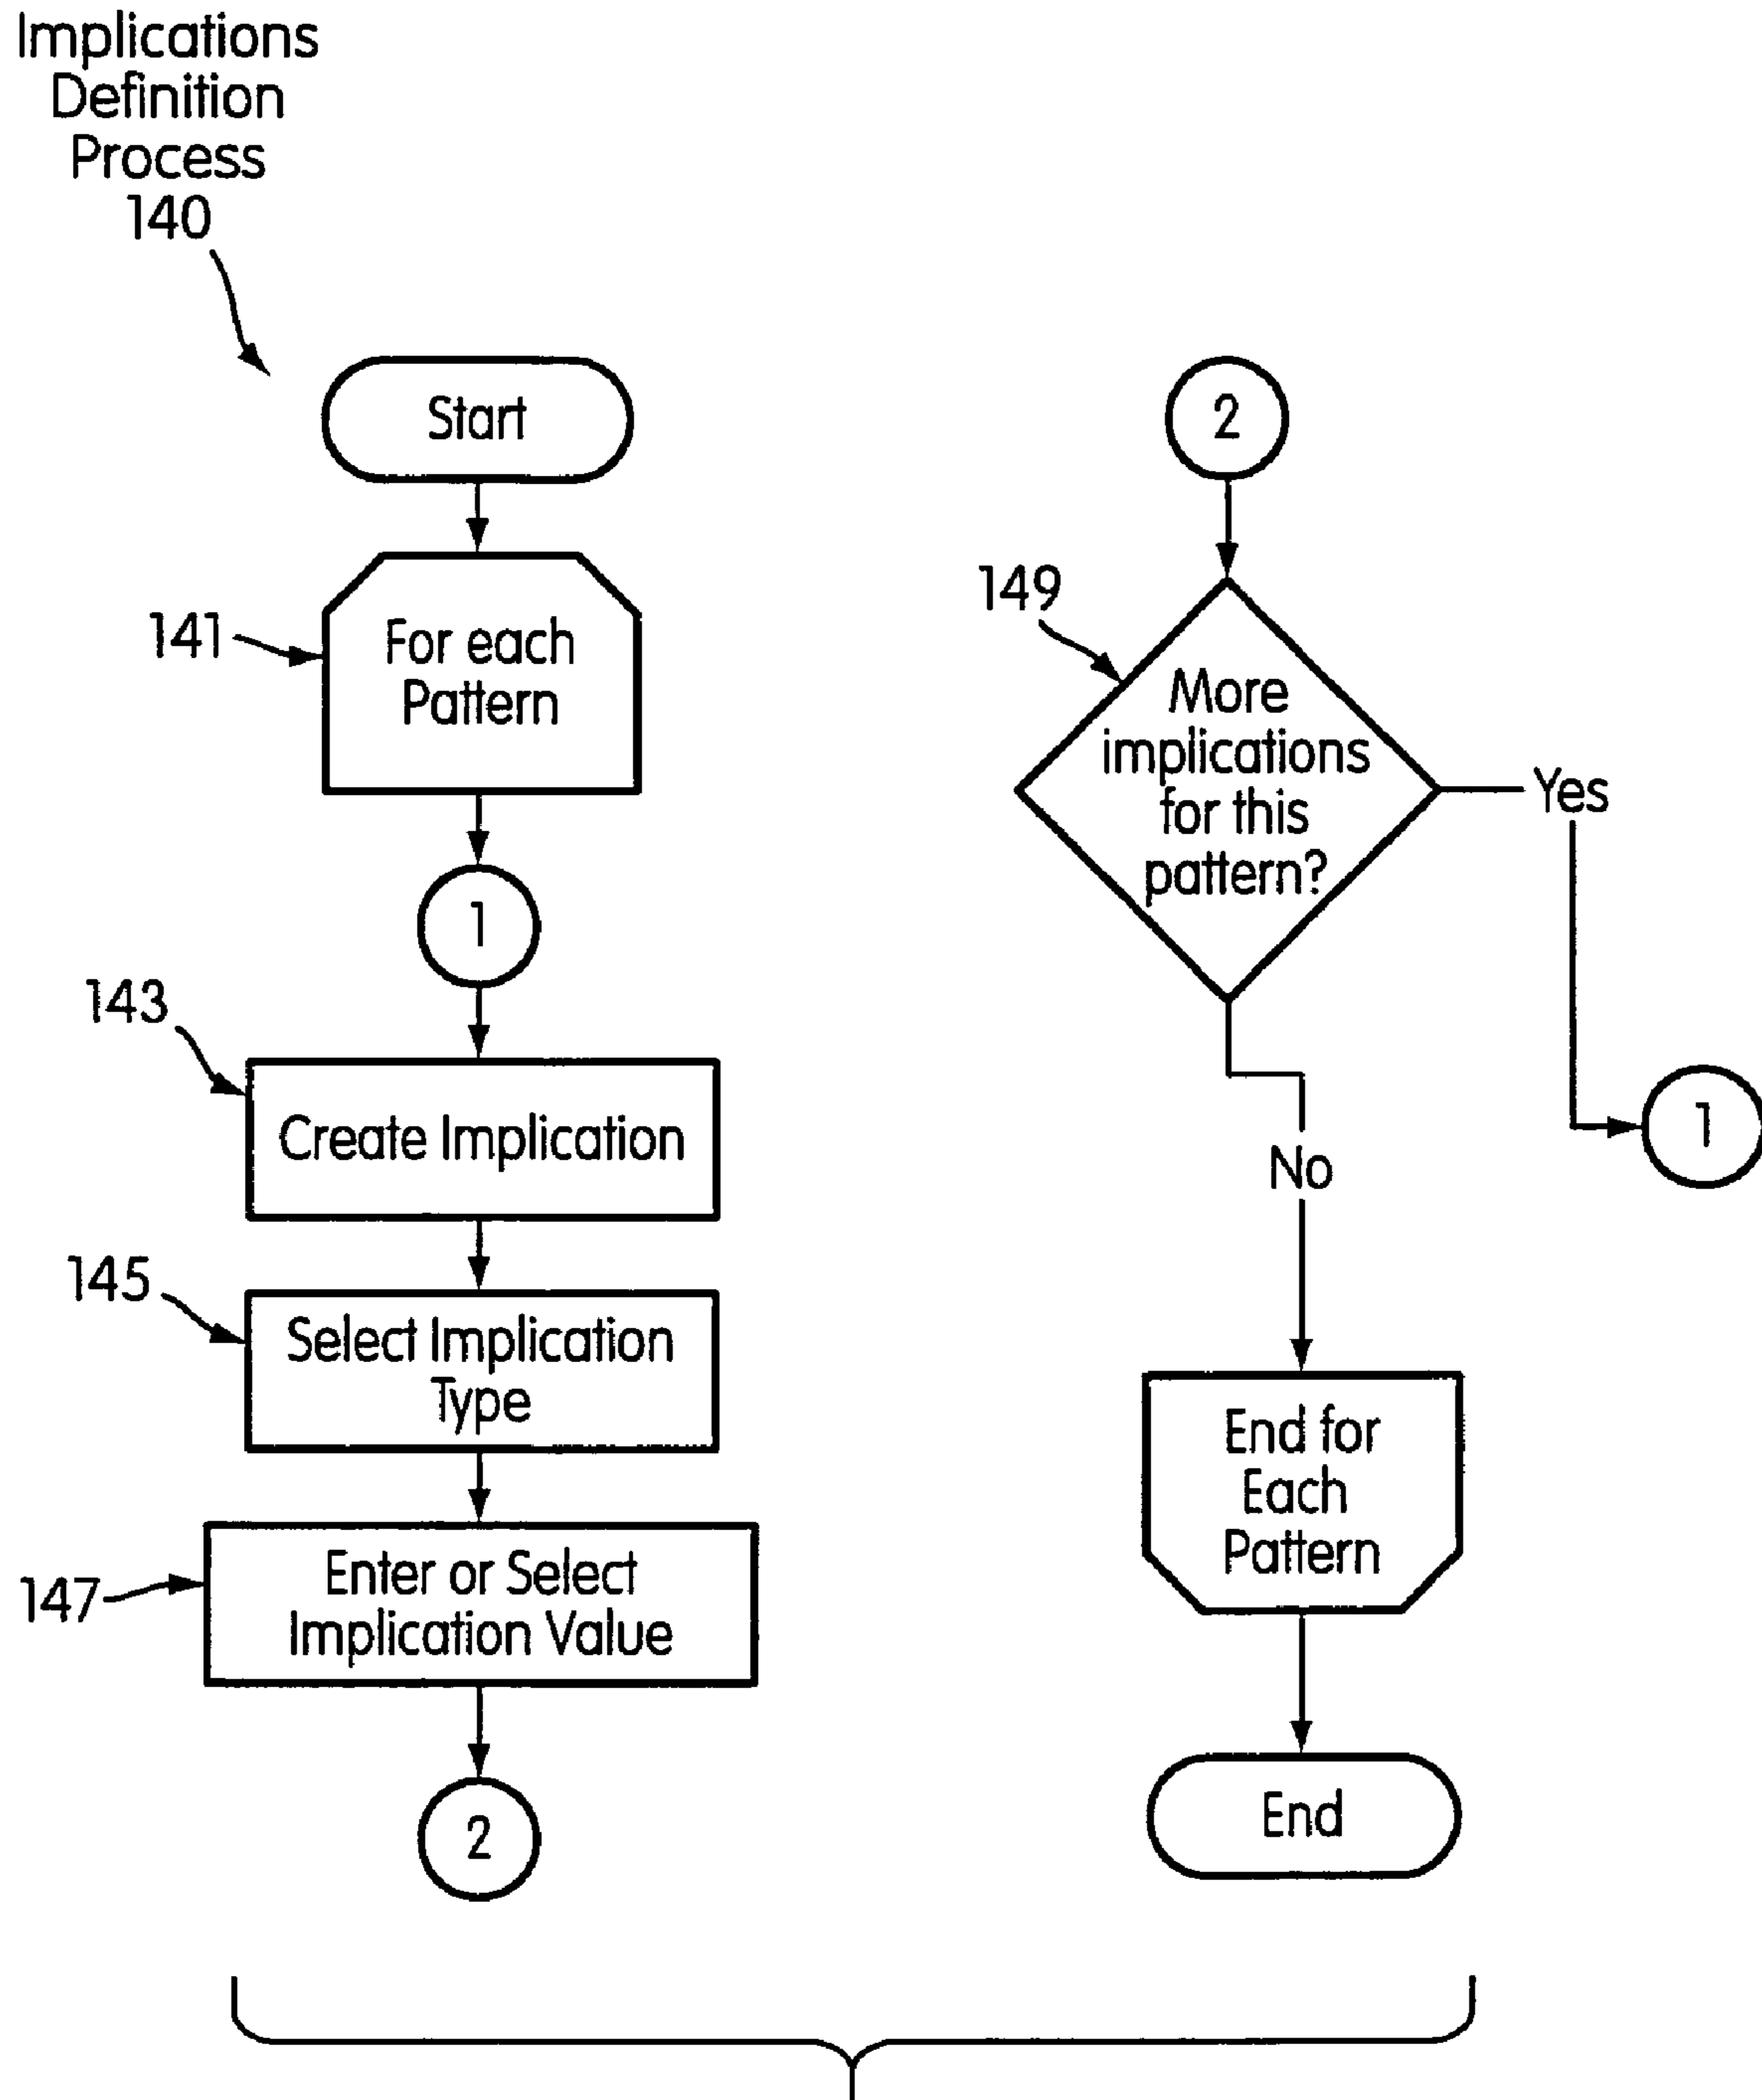 Implications
Definition
Process
140
Start
141
For each
Pattern
1
143
Create Implication
145
Select Implication
Type
147
Enter or Select
Implication Value
2
2
149
More
implications
for this
pattern?
Yes
1
No
End for
Each
Pattern
End